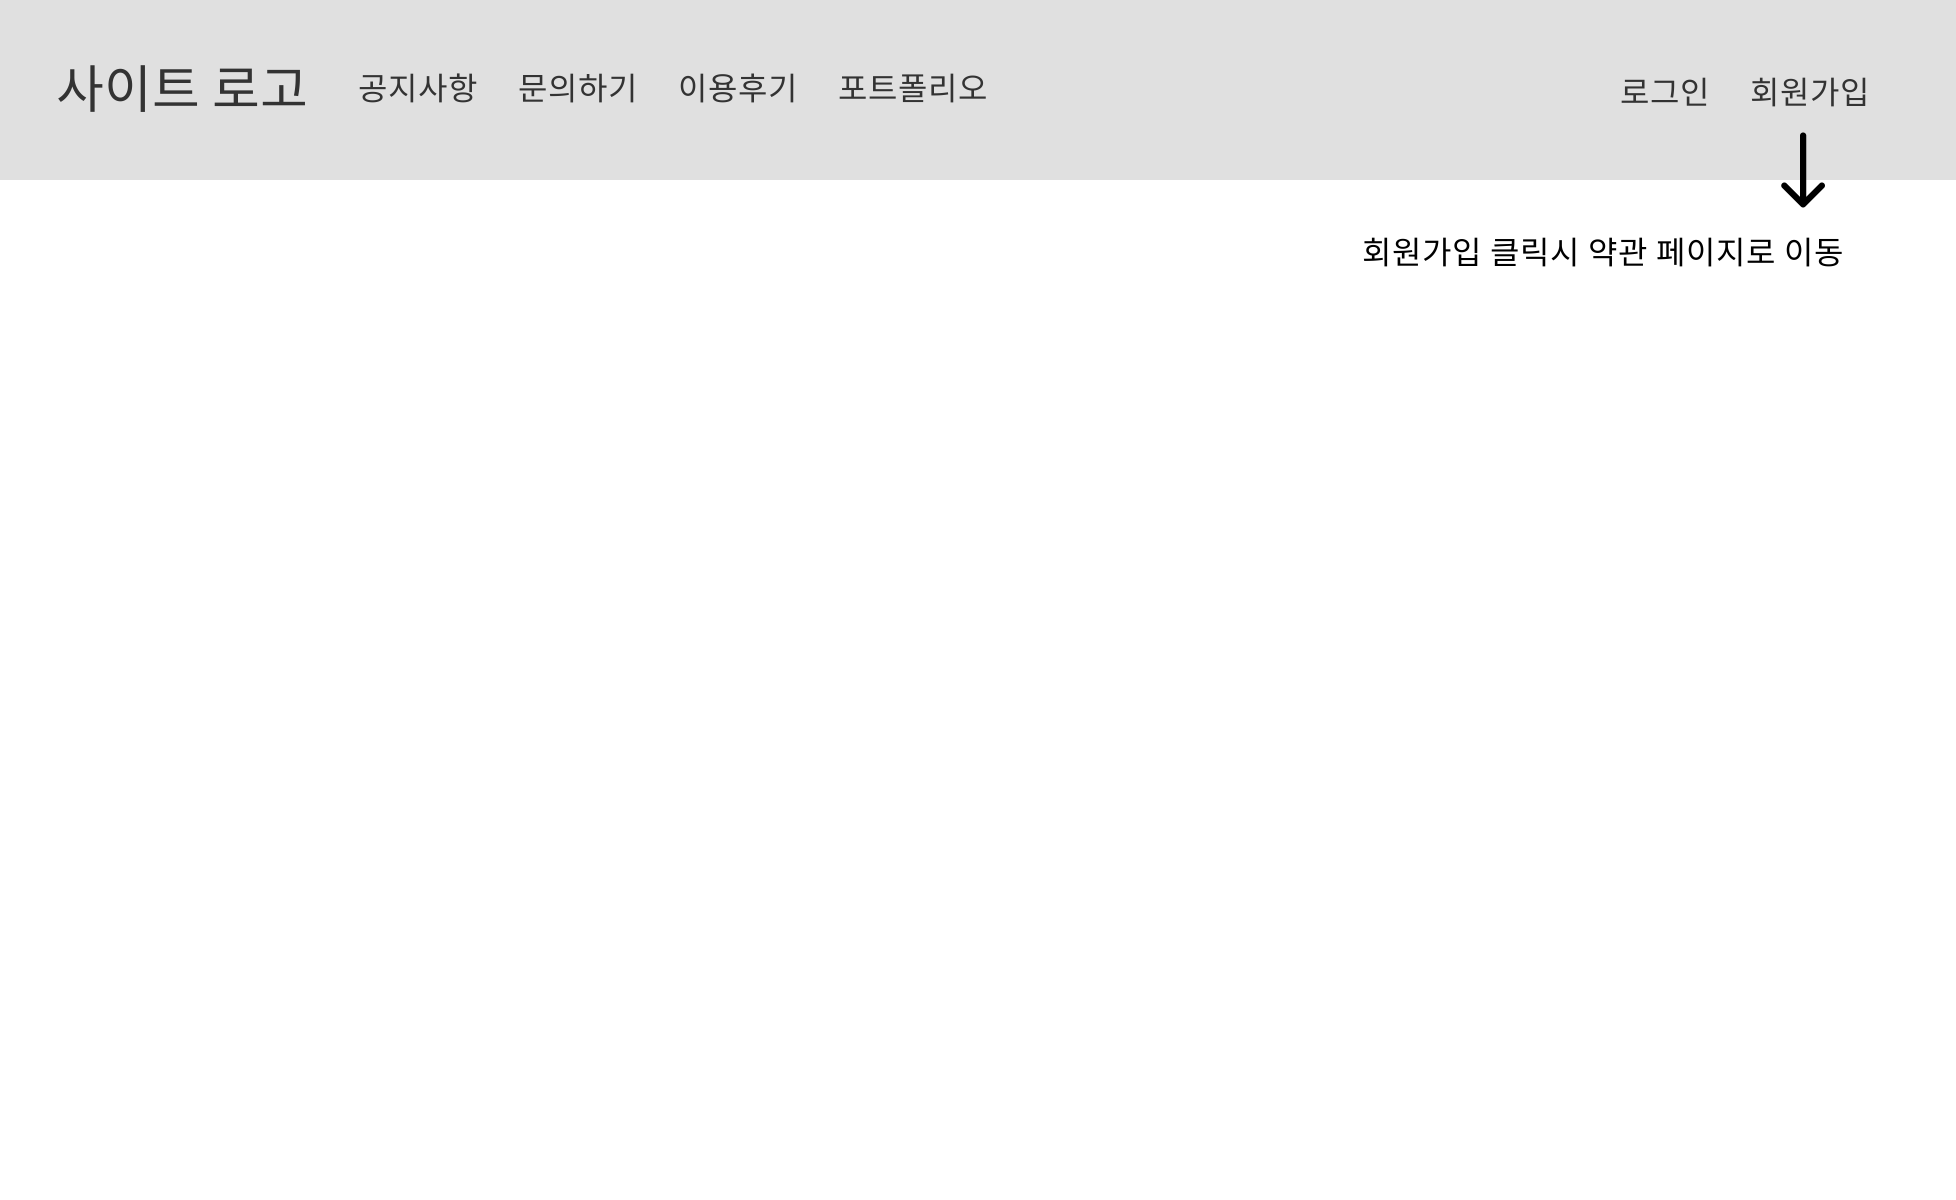 사이트 로고 공지사항 문의하기 이용후기 포트폴리오 로그인 회원가입
회원가입 클릭시 약관 페이지로 이동